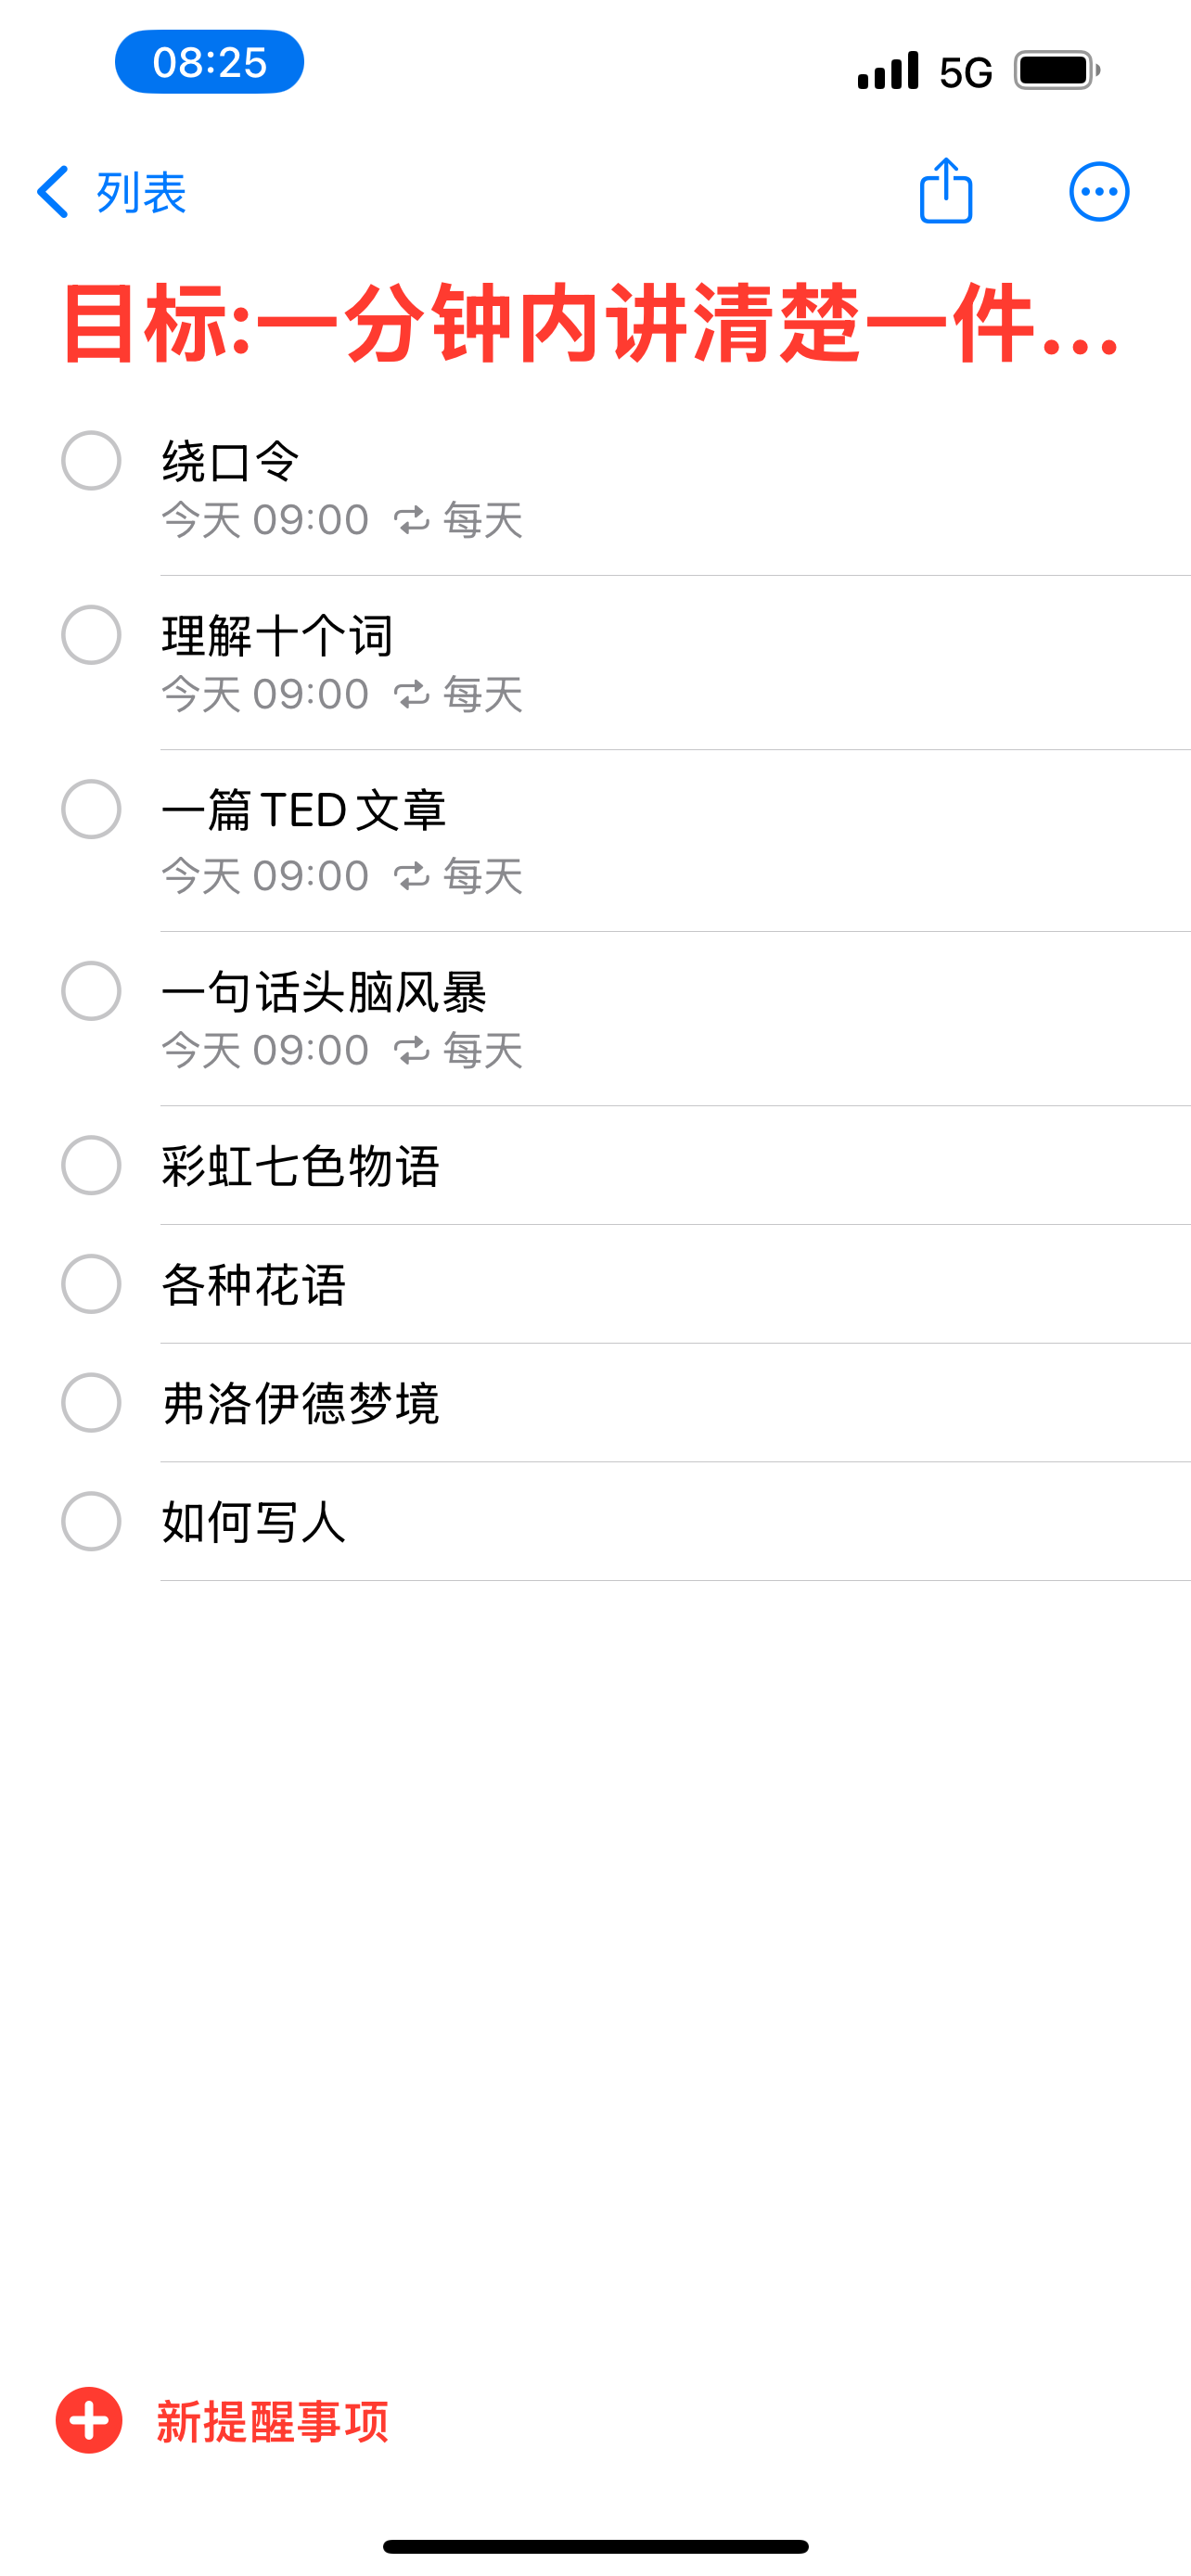 08:25
5G
列表
目标:一分钟内讲清楚一件...
绕口令
今天 09:00 每天
理解十个词
今天 09:00 每天
一篇 TED 文章
今天 09:00 每天
一句话头脑风暴
今天 09:00 每天
彩虹七色物语
各种花语
弗洛伊德梦境
如何写人
新提醒事项